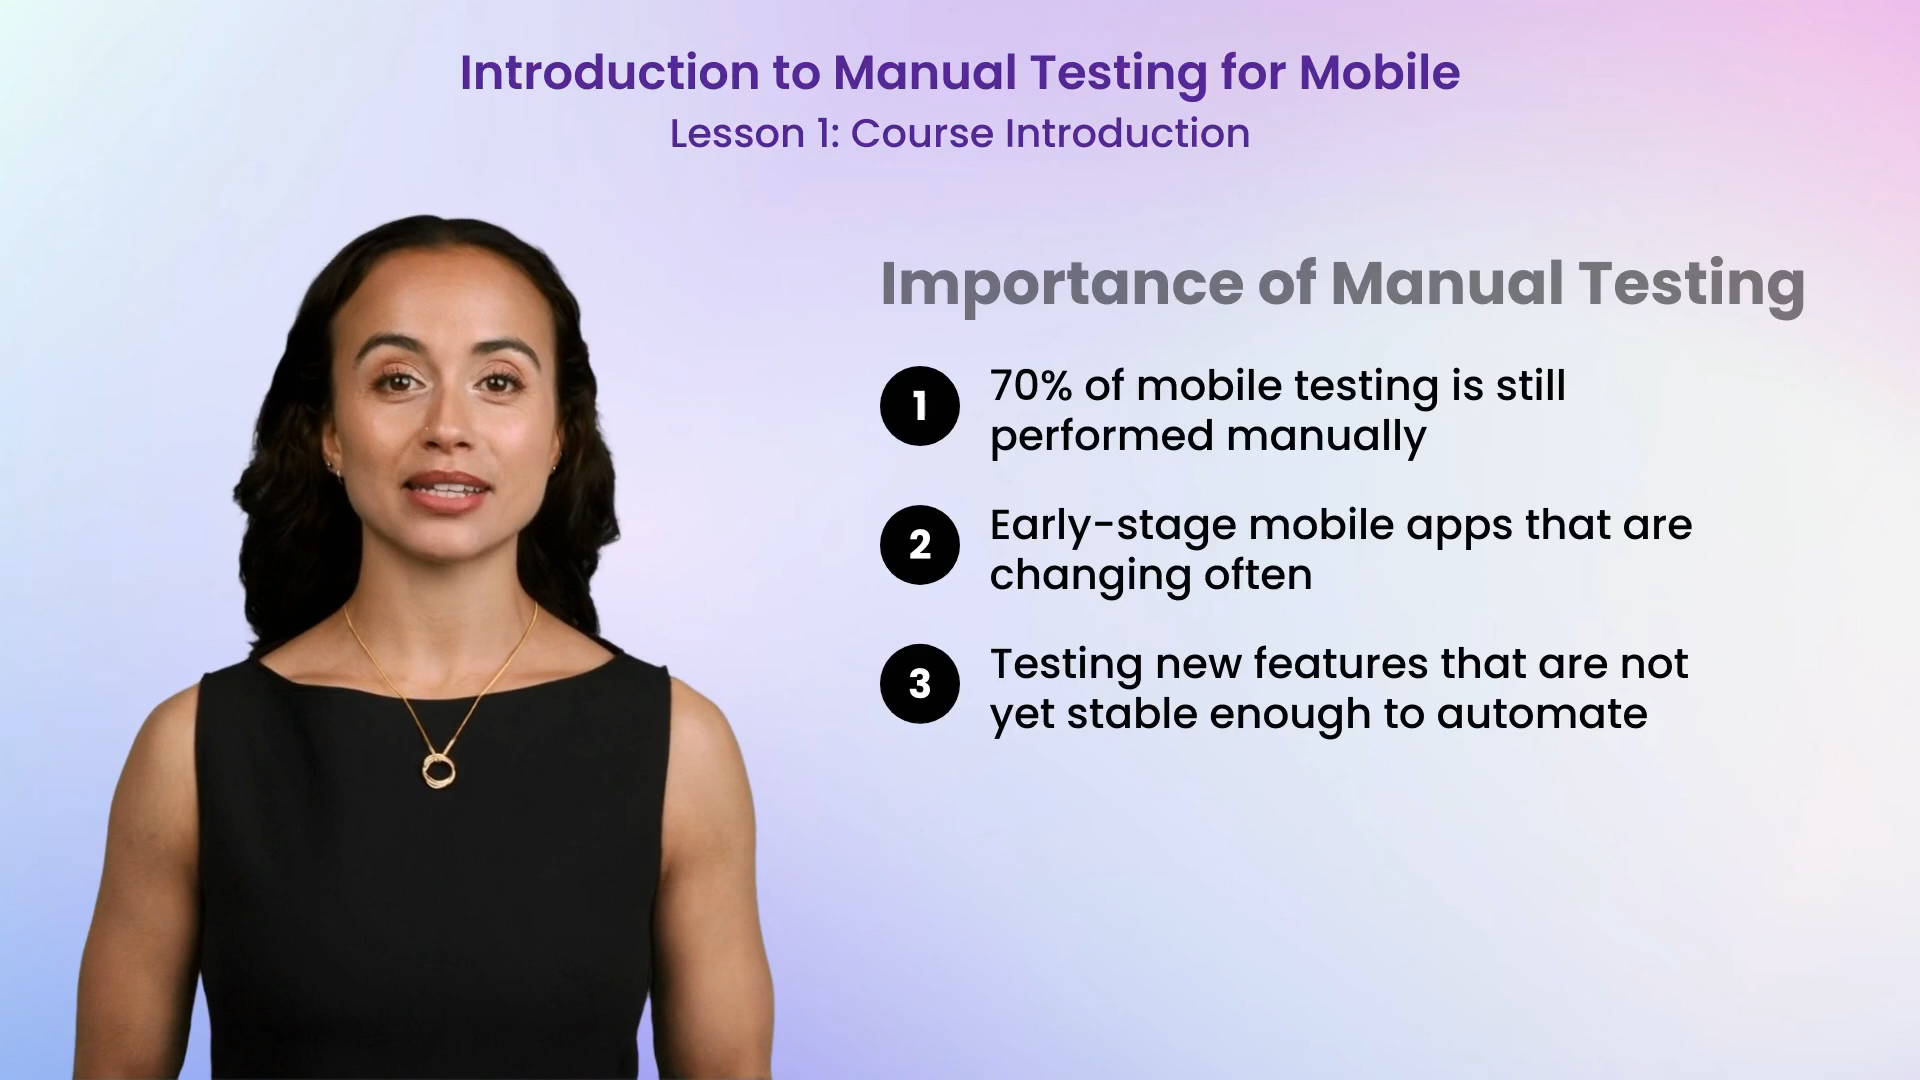 Introduction to Manual Testing for Mobile
Lesson 1: Course Introduction
Importance of Manual Testing
1
70% of mobile testing is still
performed manually
2
Early-stage mobile apps that are
changing often
3
Testing new features that are not
yet stable enough to automate